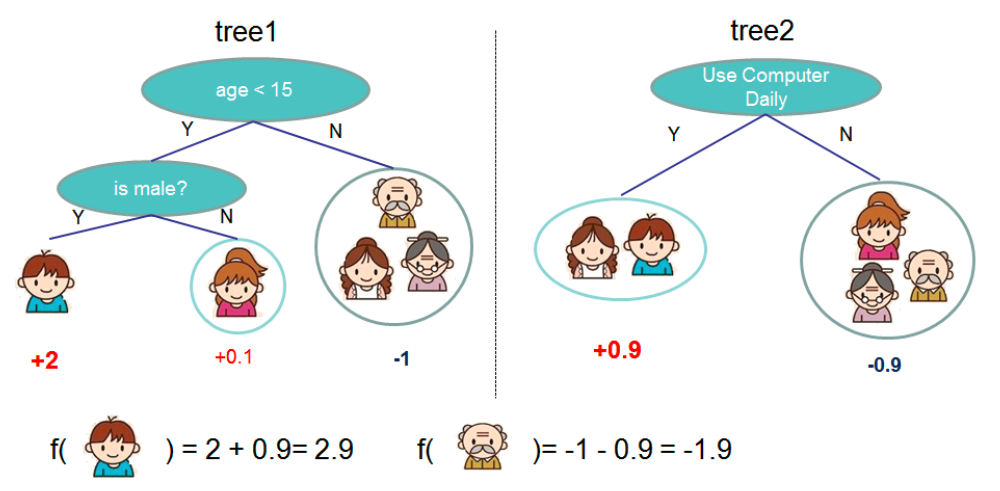 tree1
age < 15
Y
N
is male?
Y
N
+2
+0.1
-1
tree2
Use Computer
Daily
Y
N
+0.9
-0.9
f( ) = 2 + 0.9= 2.9
f( )= -1 - 0.9 = -1.9